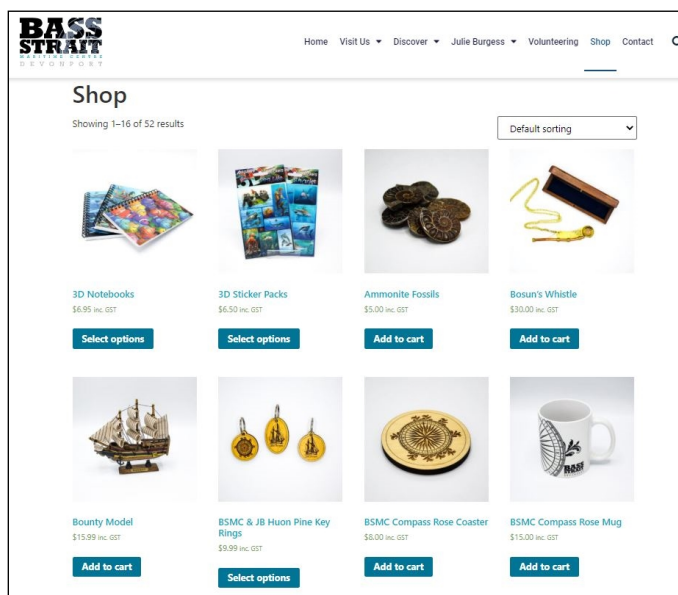 BASS
STRAIT
MARITIME CENTRE
DEVONPORT
Home Visit Us Discover Julie Burgess Volunteering Shop Contact
Shop
Showing 1–16 of 52 results
Default sorting
3D Notebooks 3D Sticker Packs Ammonite Fossils Bosun's Whistle
$6.95 inc. GST $6.50 inc. GST $5.00 inc. GST $30.00 inc. GST
Select options Select options Add to cart Add to cart
BASS
Bounty Model BSMC & JB Huon Pine Key BSMC Compass Rose Coaster BSMC Compass Rose Mug
Rings
$15.99 inc. GST $9.99 inc. GST $8.00 inc. GST $15.00 inc. GST
Add to cart Select options Add to cart Add to cart